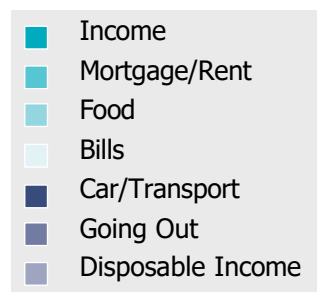 Income
Mortgage/Rent
Food
Bills
Car/Transport
Going Out
Disposable Income